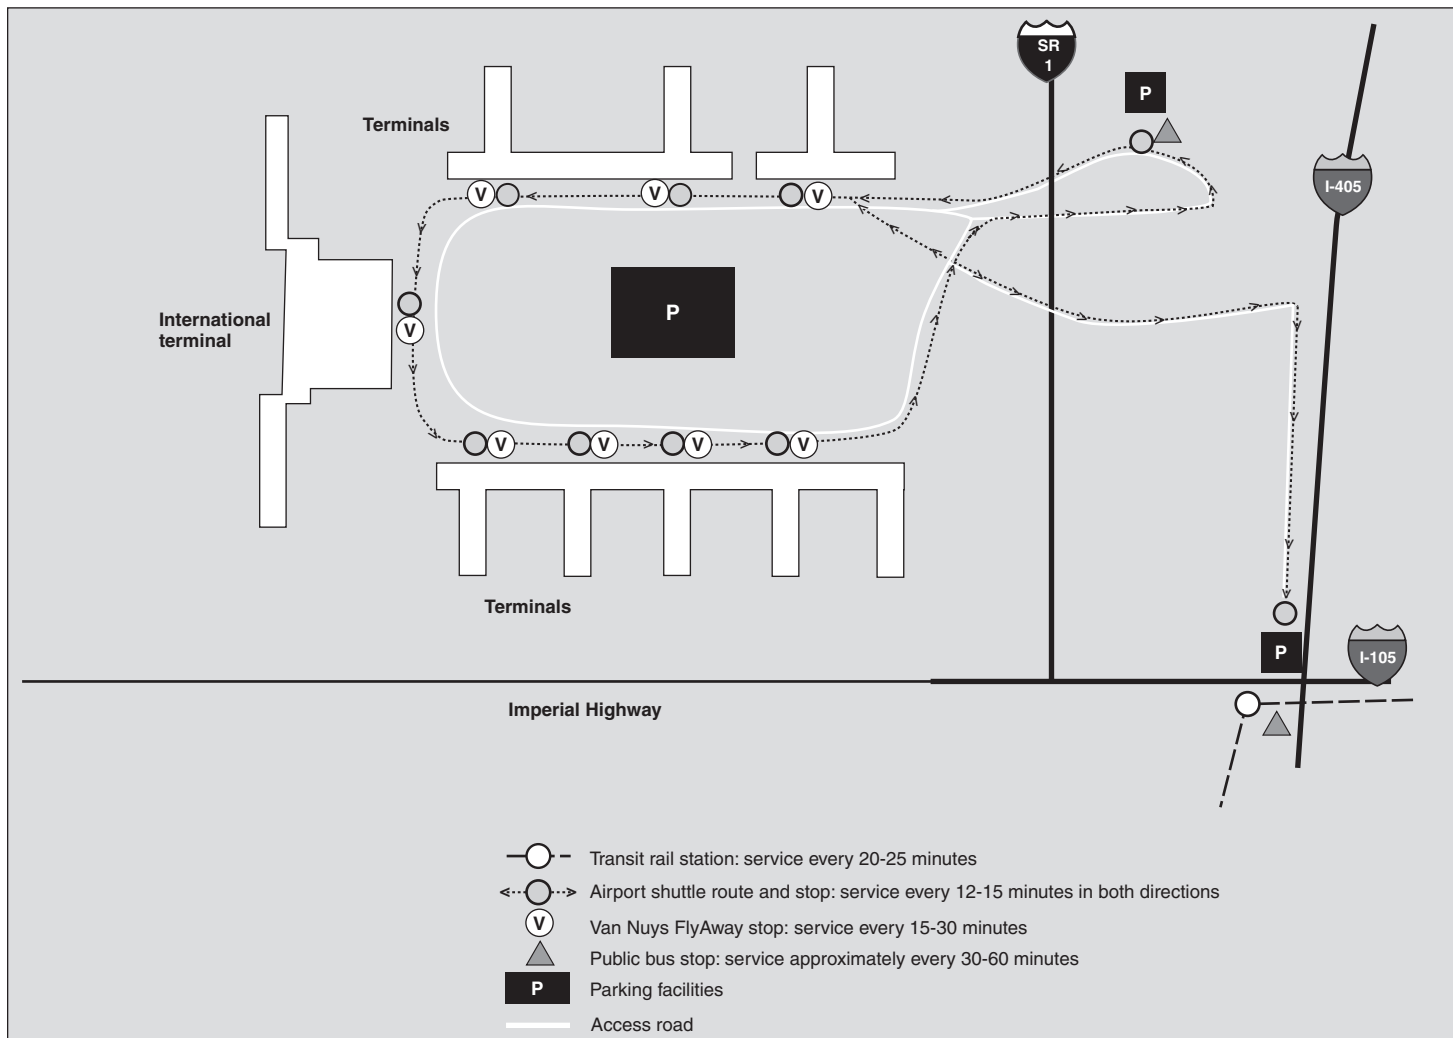 SR
1
P
I-405
Terminals
V
V
V
International
terminal
P
V
V
V
V
V
Terminals
P
I-105
Imperial Highway
Transit rail station: service every 20-25 minutes
Airport shuttle route and stop: service every 12-15 minutes in both directions
V
Van Nuys FlyAway stop: service every 15-30 minutes
Public bus stop: service approximately every 30-60 minutes
P
Parking facilities
Access road